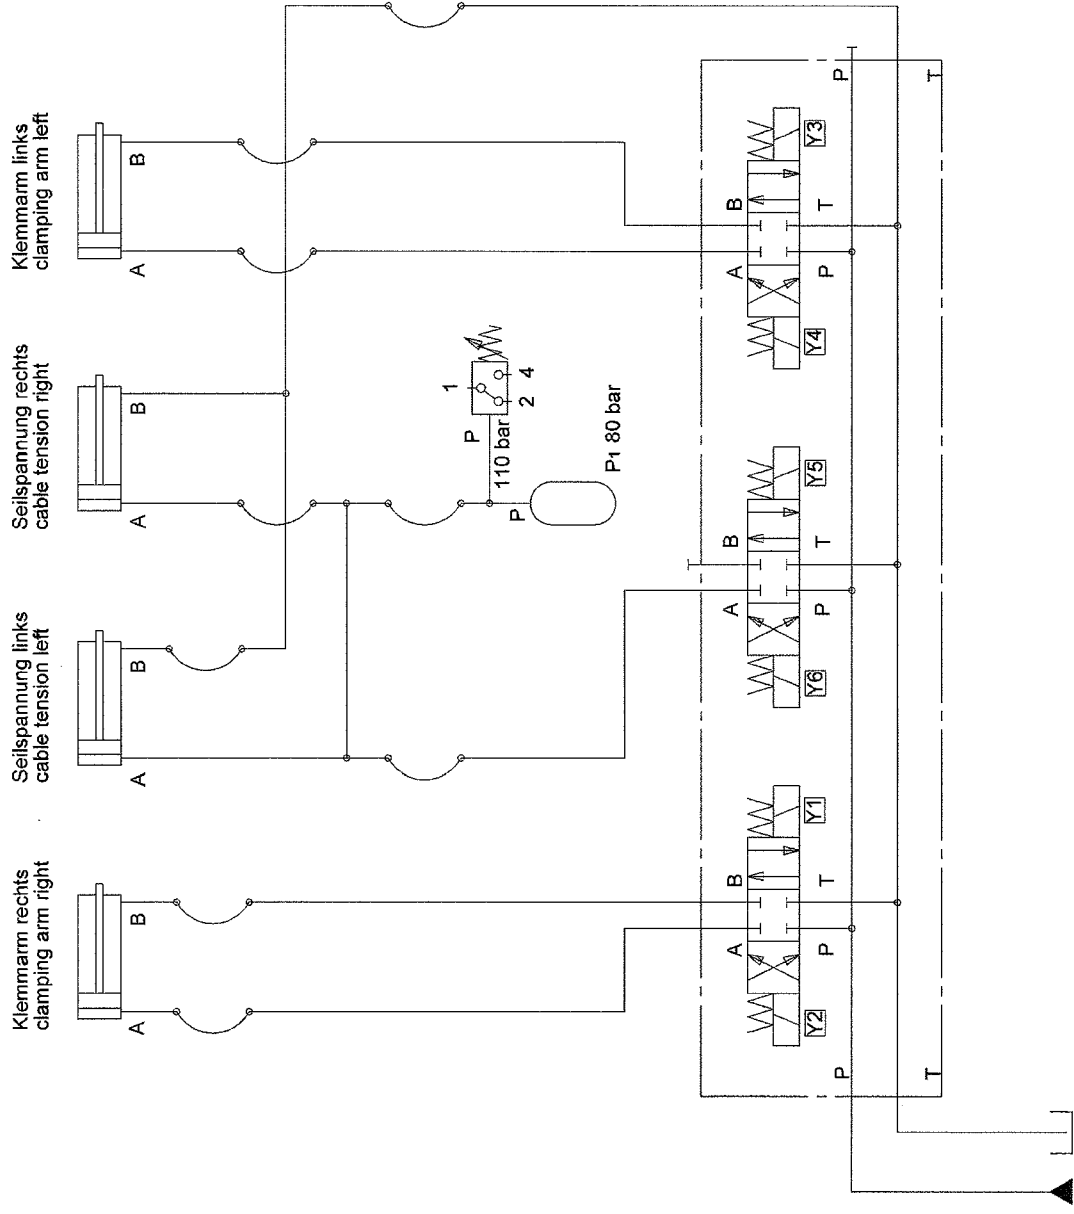 Klemmarm rechts
clamping arm right
Seilspannung links
cable tension left
Seilspannung rechts
cable tension right
Klemmarm links
clamping arm left
A
B
A
B
A
B
A
B
P
110 bar
1
2
4
P
P1 80 bar
A
B
P
T
Y2
Y1
A
B
P
T
Y6
Y5
A
B
P
T
Y4
Y3
P
T
P
T